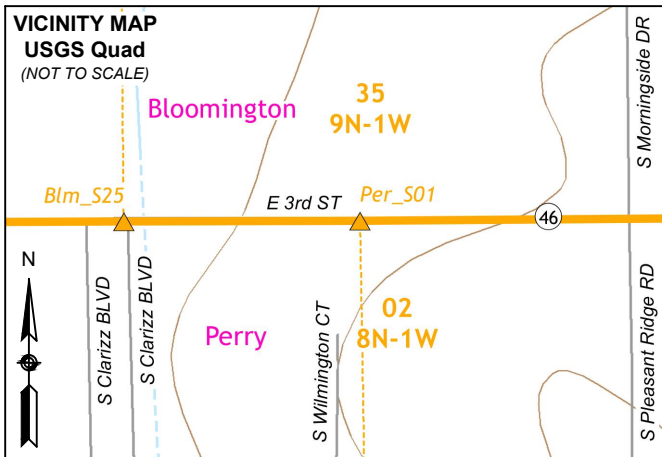 VICINITY MAP
USGS Quad
(NOT TO SCALE)
Bloomington
35
9N-1W
S Morningside DR
Blm_S25
E 3rd ST
Per_S01
46
N
S Clarizz BLVD
S Clarizz BLVD
Perry
S Wilmington CT
02
8N-1W
S Pleasant Ridge RD